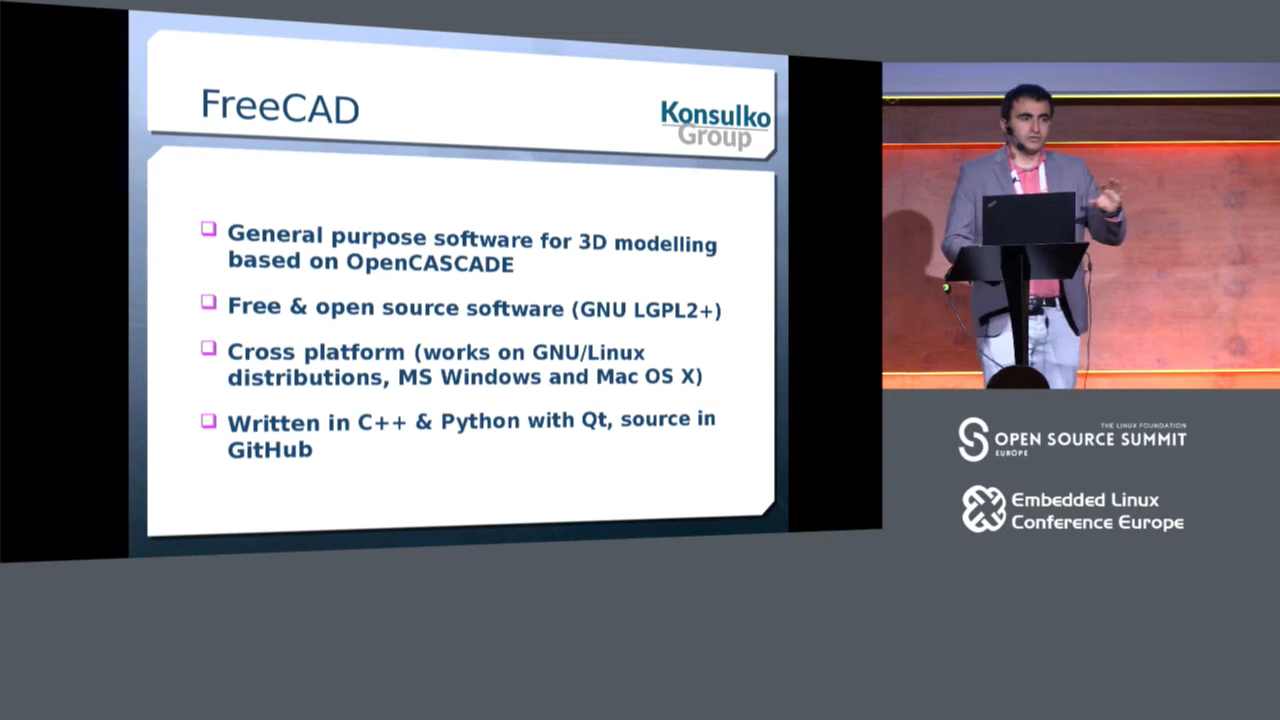 FreeCAD
Konsulko
Group
General purpose software for 3D modelling
based on OpenCASCADE
Free & open source software (GNU LGPL2+)
Cross platform (works on GNU/Linux
distributions, MS Windows and Mac OS X)
Written in C++ & Python with Qt, source in
GitHub
THE LINUX FOUNDATION
OPEN SOURCE SUMMIT
EUROPE
Embedded Linux
Conference Europe